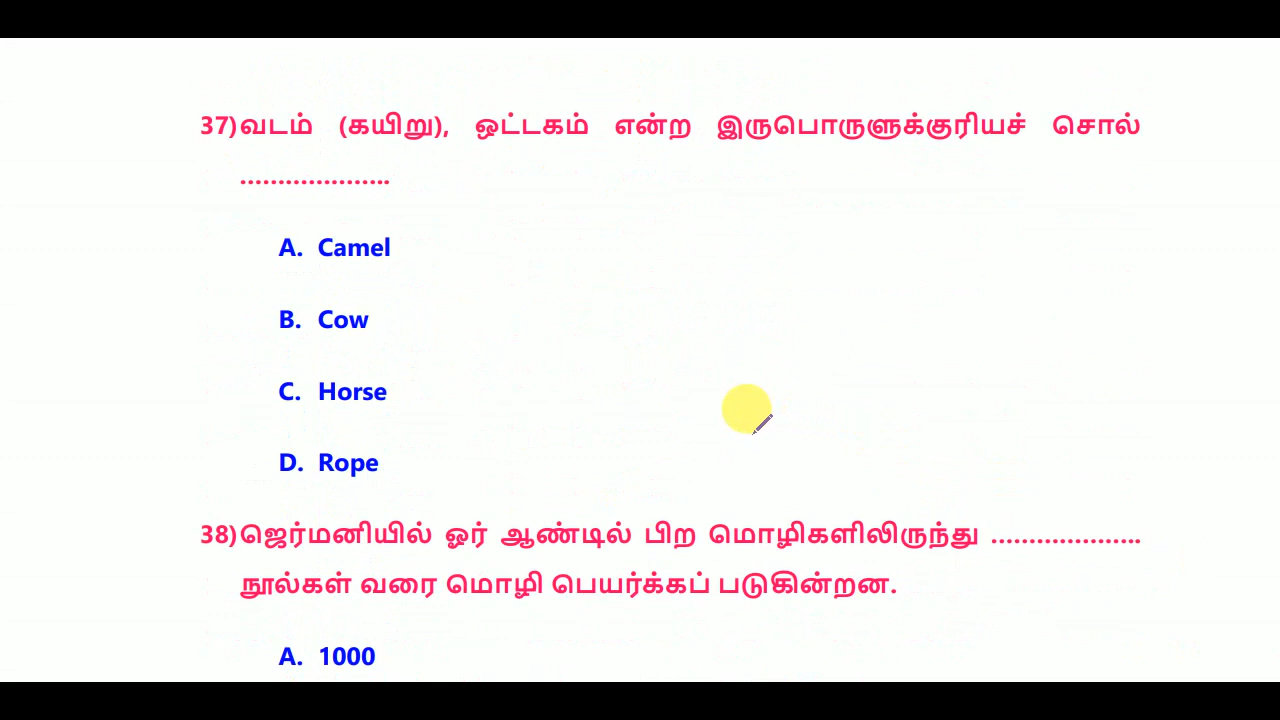 37)வடம் (கயிறு), ஒட்டகம் என்ற இருபொருளுக்குரியச் சொல்
....................
A. Camel
B. Cow
C. Horse
D. Rope
38)ஜெர்மனியில் ஓர் ஆண்டில் பிற மொழிகளிலிருந்து ....................
நூல்கள் வரை மொழி பெயர்க்கப் படுகின்றன.
A. 1000